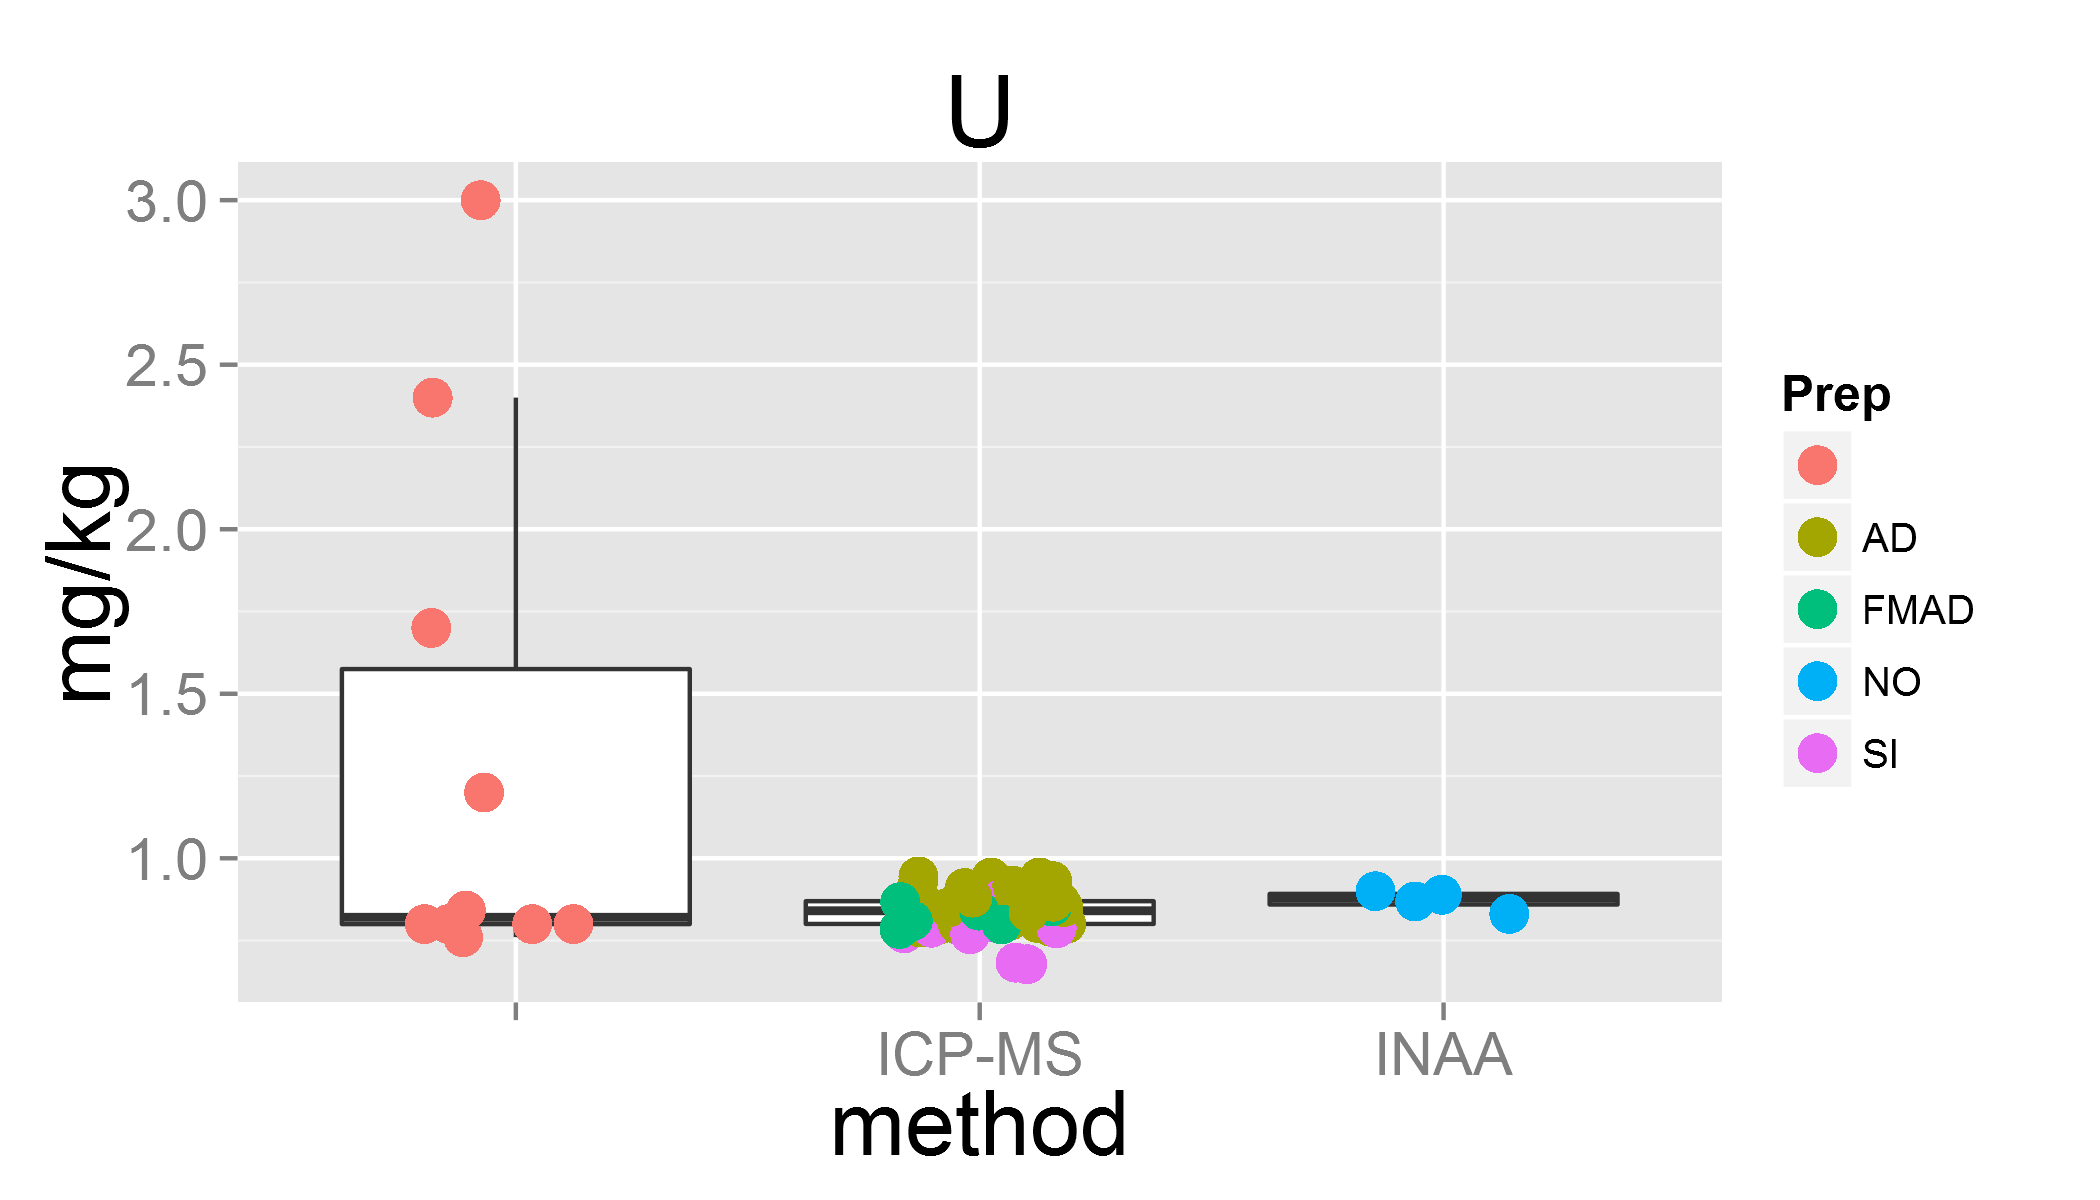 U
mg/kg
3.0
2.5
2.0
1.5
1.0
ICP-MS INAA
method
Prep
AD
FMAD
NO
SI